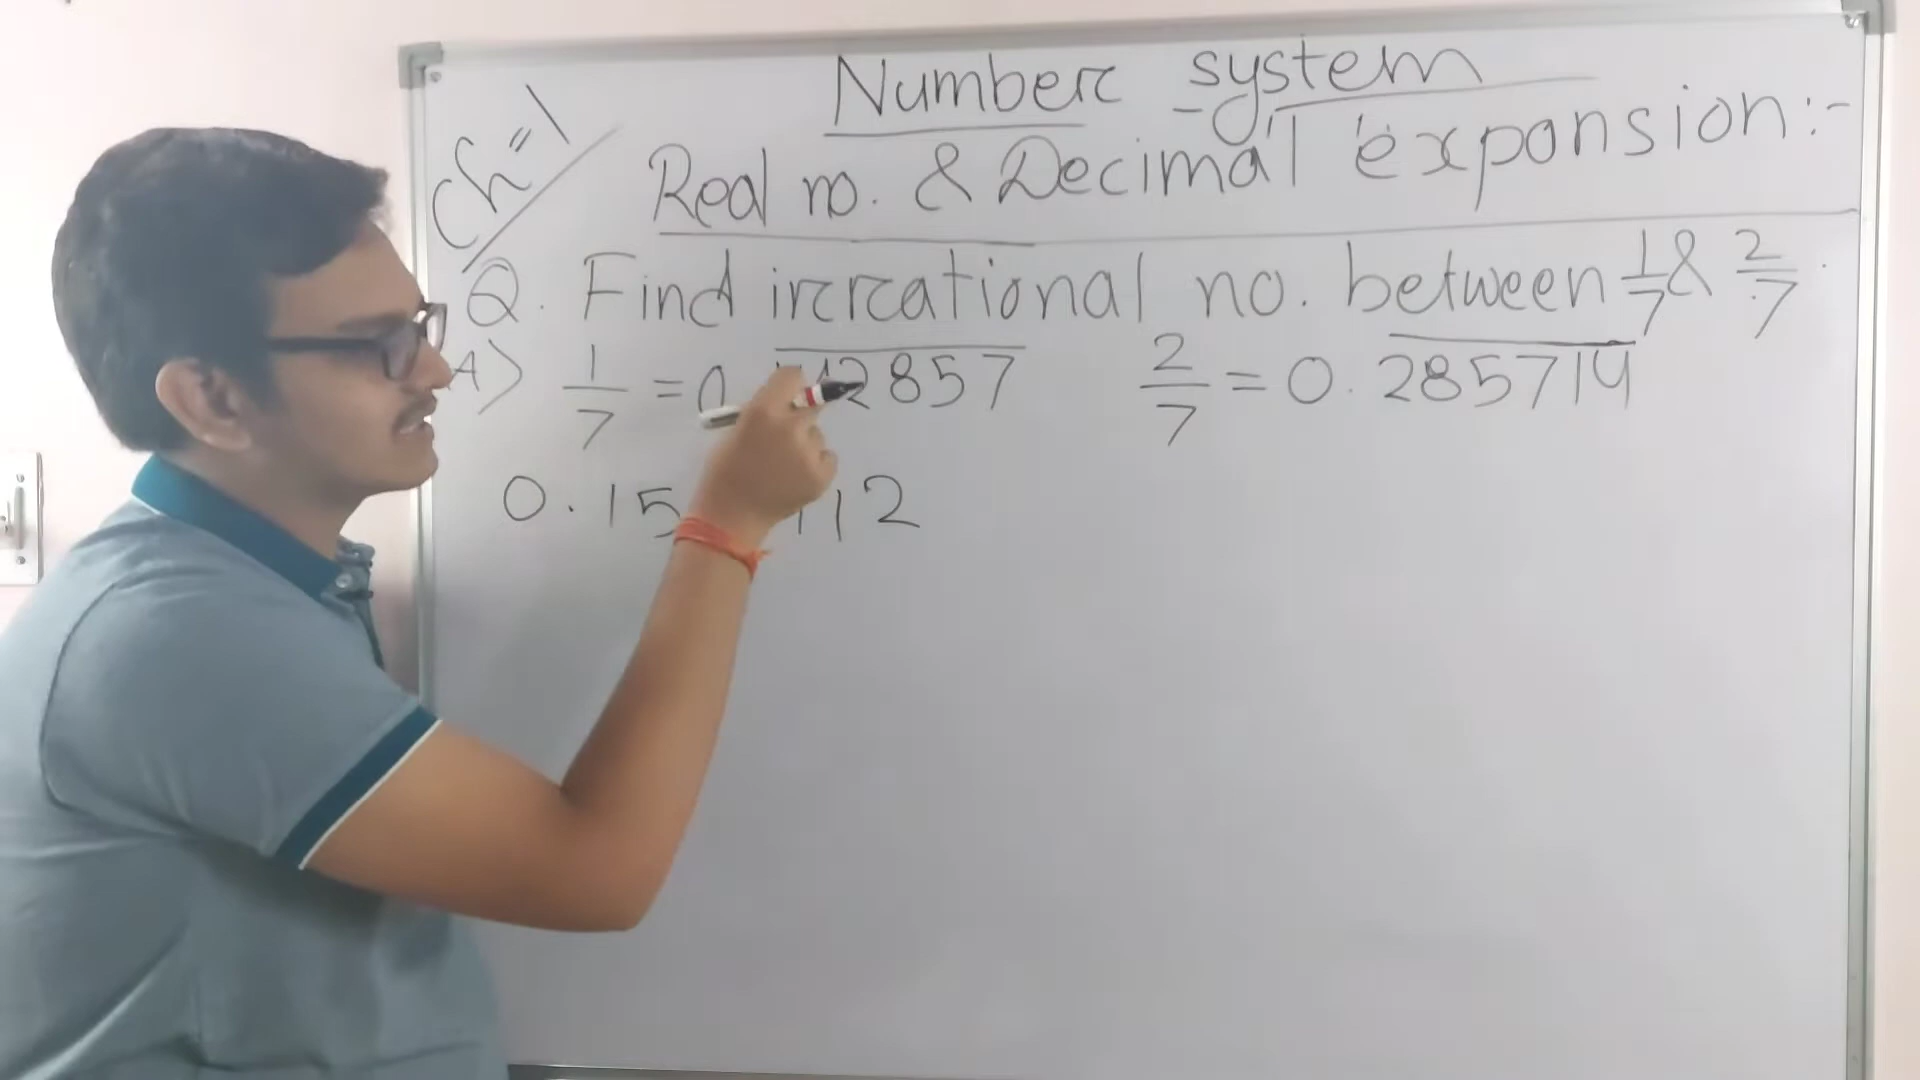 Number system
Ch=1
Real no. & Decimal expansion:-
Q. Find irrational no. between 1/7 & 2/7.
A> 1/7 = 0. 2857 2/7 = 0.285714
0.15 112